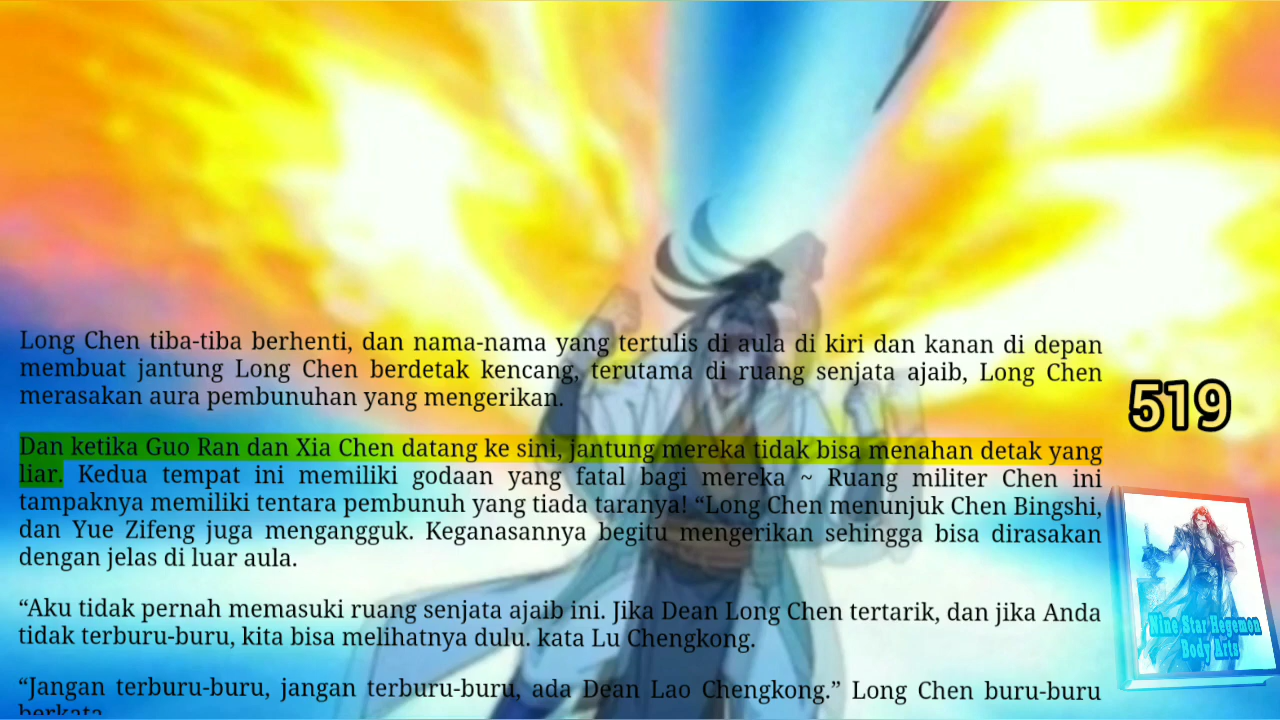 Long Chen tiba-tiba berhenti, dan nama-nama yang tertulis di aula di kiri dan kanan di depan
membuat jantung Long Chen berdetak kencang, terutama di ruang senjata ajaib, Long Chen
merasakan aura pembunuhan yang mengerikan.
Dan ketika Guo Ran dan Xia Chen datang ke sini, jantung mereka tidak bisa menahan detak yang
liar. Kedua tempat ini memiliki godaan yang fatal bagi mereka ~ Ruang militer Chen ini
tampaknya memiliki tentara pembunuh yang tiada taranya! “Long Chen menunjuk Chen Bingshi,
dan Yue Zifeng juga mengangguk. Keganasannya begitu mengerikan sehingga bisa dirasakan
dengan jelas di luar aula.
“Aku tidak pernah memasuki ruang senjata ajaib ini. Jika Dean Long Chen tertarik, dan jika Anda
tidak terburu-buru, kita bisa melihatnya dulu. kata Lu Chengkong.
“Jangan terburu-buru, jangan terburu-buru, ada Dean Lao Chengkong.” Long Chen buru-buru
berkata
519
Nine Star Hegemon
Body Arts